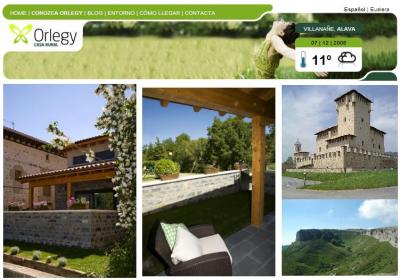 HOME | CONOZCA ORLEGY | BLOG | ENTORNO | CÓMO LLEGAR | CONTACTA
Español | Euskera
Orlegy
CASA RURAL
VILLANAÑE, ALAVA
07 | 12 | 2008
11º